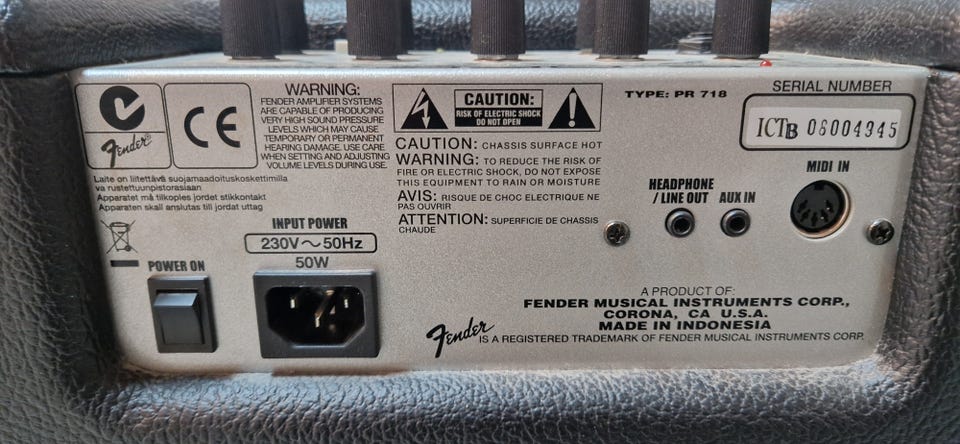 Fender®
CE
WARNING:
FENDER AMPLIFIER SYSTEMS
ARE CAPABLE OF PRODUCING
VERY HIGH SOUND PRESSURE
LEVELS WHICH MAY CAUSE
TEMPORARY OR PERMANENT
HEARING DAMAGE. USE CARE
WHEN SETTING AND ADJUSTING
VOLUME LEVELS DURING USE.
Laite on liitettävä suojamaadoituskoskettimilla
va rustettuunpistorasiaan
Apparatet må tilkoples jordet stikkontakt
Apparaten skall anslutas till jordat uttag
CAUTION:
RISK OF ELECTRIC SHOCK
DO NOT OPEN
CAUTION: CHASSIS SURFACE HOT
WARNING: TO REDUCE THE RISK OF
FIRE OR ELECTRIC SHOCK, DO NOT EXPOSE
THIS EQUIPMENT TO RAIN OR MOISTURE
AVIS: RISQUE DE CHOC ELECTRIQUE NE
PAS OUVRIR
ATTENTION: SUPERFICIE DE CHASSIS
CHAUDE
TYPE: PR 718
SERIAL NUMBER
ICTB 06004345
POWER ON
INPUT POWER
230V~50Hz
50W
HEADPHONE
/ LINE OUT
AUX IN
MIDI IN
A PRODUCT OF:
FENDER MUSICAL INSTRUMENTS CORP.,
CORONA, CA U.S.A.
MADE IN INDONESIA
Fender IS A REGISTERED TRADEMARK OF FENDER MUSICAL INSTRUMENTS CORP.